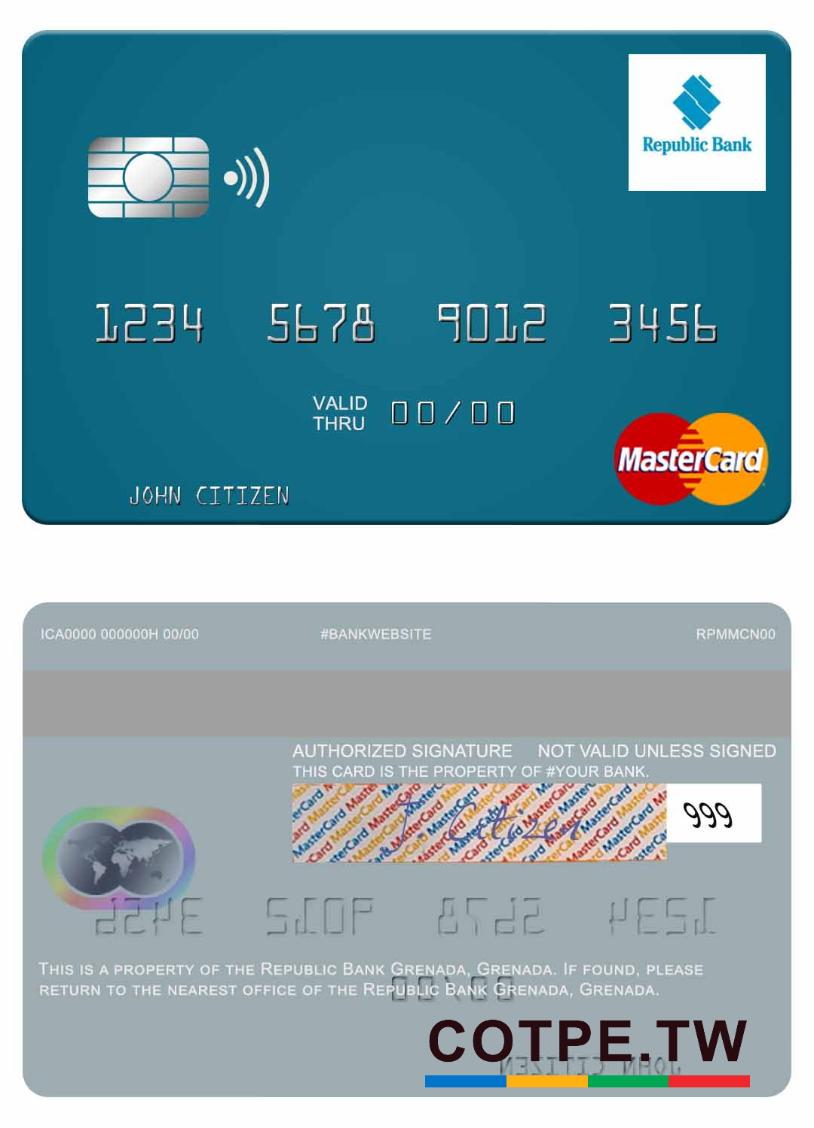 Republic Bank
1234 5678 9012 3456
VALID
THRU 00/00
MasterCard
JOHN CITIZEN
ICA0000 000000H 00/00 #BANKWEBSITE RPMMCN00
AUTHORIZED SIGNATURE NOT VALID UNLESS SIGNED
THIS CARD IS THE PROPERTY OF #YOUR BANK.
J Citizen 999
THIS IS A PROPERTY OF THE REPUBLIC BANK GRENADA, GRENADA. IF FOUND, PLEASE
RETURN TO THE NEAREST OFFICE OF THE REPUBLIC BANK GRENADA, GRENADA.
COTPE.TW